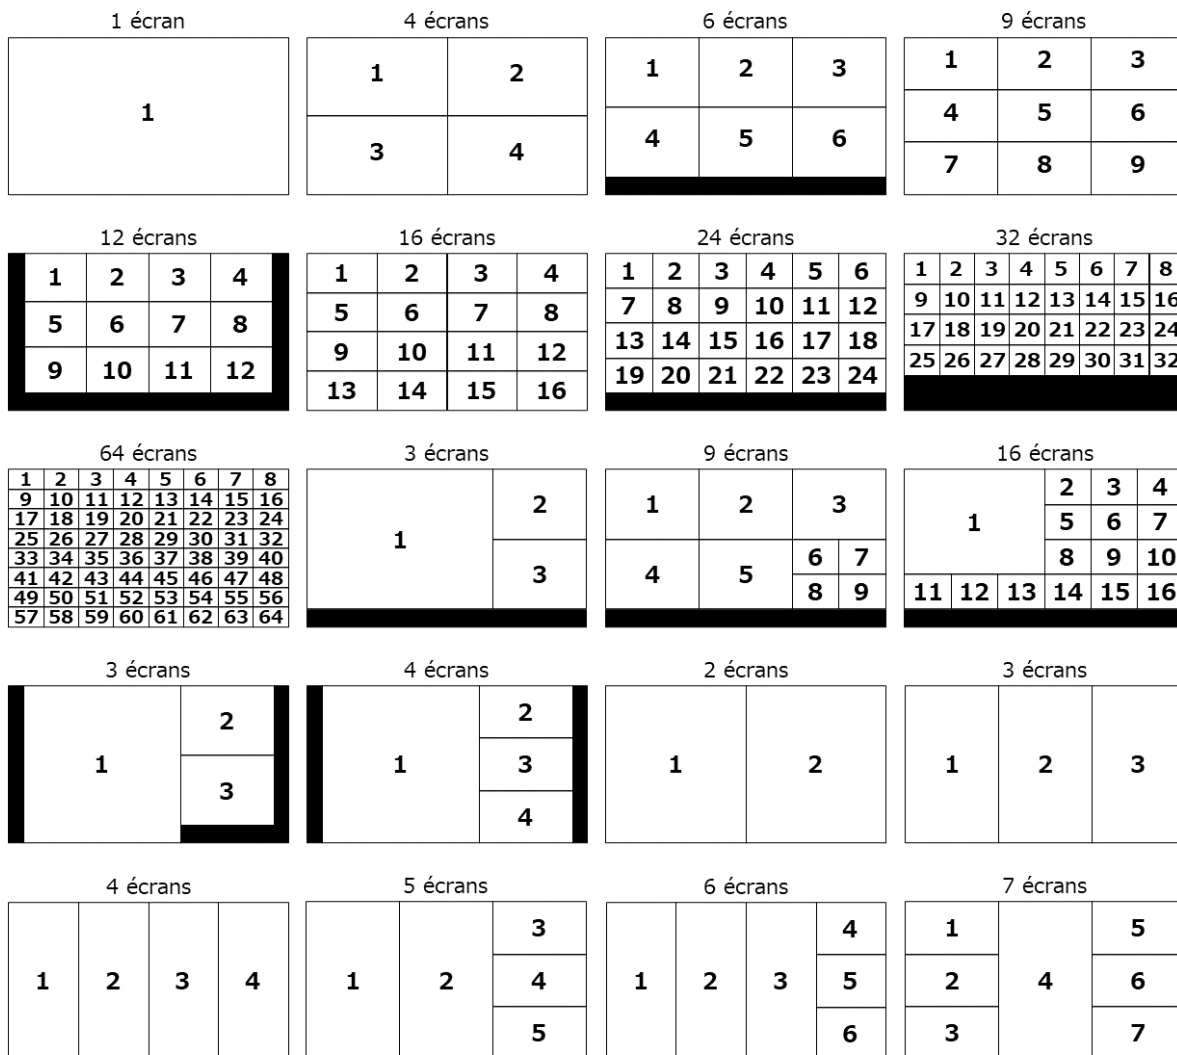 1 écran 4 écrans 6 écrans 9 écrans
1 1 2 1 2 3 1 2 3
3 4 4 5 6 4 5 6
7 8 9
12 écrans 16 écrans 24 écrans 32 écrans
1 2 3 4 1 2 3 4 1 2 3 4 5 6 1 2 3 4 5 6 7 8
5 6 7 8 5 6 7 8 7 8 9 10 11 12 9 10 11 12 13 14 15 16
9 10 11 12 9 10 11 12 13 14 15 16 17 18 17 18 19 20 21 22 23 24
13 14 15 16 19 20 21 22 23 24 25 26 27 28 29 30 31 32
64 écrans 3 écrans 9 écrans 16 écrans
1 2 3 4 5 6 7 8
9 10 11 12 13 14 15 16
17 18 19 20 21 22 23 24
25 26 27 28 29 30 31 32
33 34 35 36 37 38 39 40
41 42 43 44 45 46 47 48
49 50 51 52 53 54 55 56
57 58 59 60 61 62 63 64
1 2
3
1 2 3
4 5 6 7
8 9
1 2 3 4
5 6 7
8 9 10
11 12 13 14 15 16
3 écrans 4 écrans 2 écrans 3 écrans
1 2 3
1 2 3 4
1 2
1 2 3
4 écrans 5 écrans 6 écrans 7 écrans
1 2 3 4
1 2 3 4 5
1 2 3 4 5 6
1 2 3 4 5 6 7